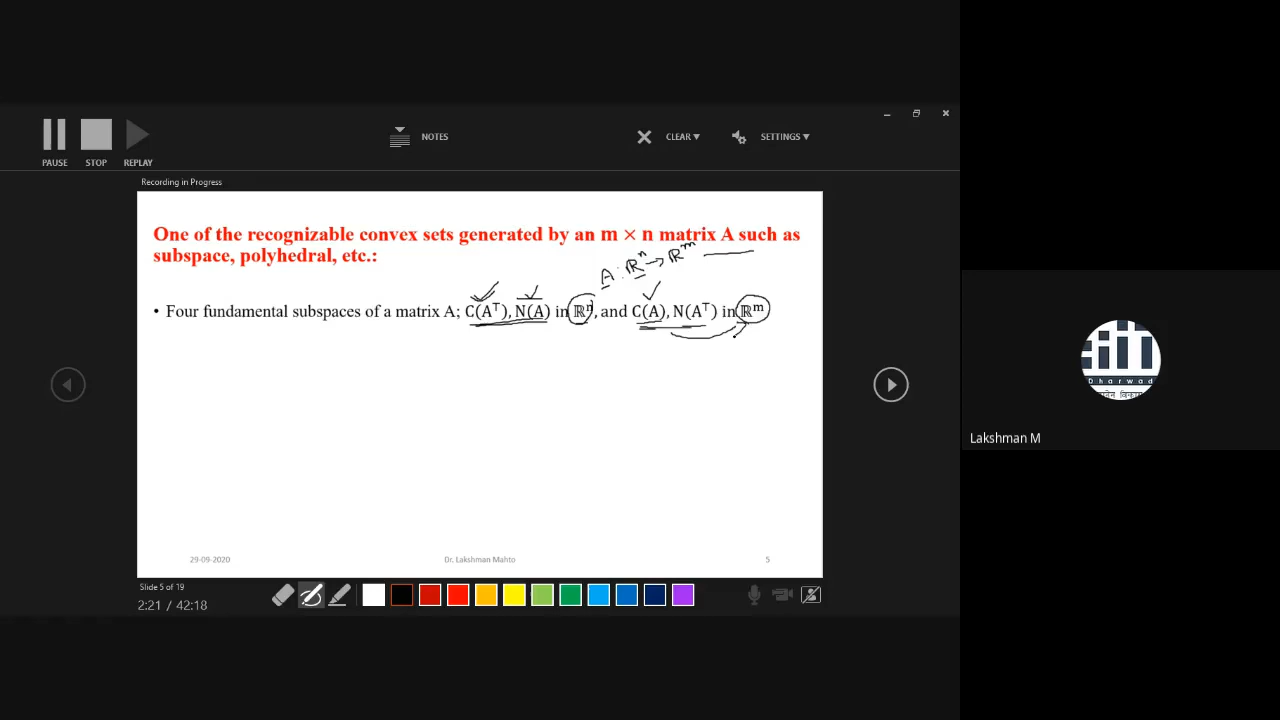 NOTES
CLEAR
SETTINGS
PAUSE
STOP
REPLAY
Recording in Progress
One of the recognizable convex sets generated by an m × n matrix A such as
subspace, polyhedral, etc.:
A : ℝⁿ → ℝᵐ
• Four fundamental subspaces of a matrix A; C(Aᵀ), N(A) in ℝⁿ, and C(A), N(Aᵀ) in ℝᵐ
29-09-2020
Dr. Lakshman Mahto
5
Slide 5 of 19
2:21 / 42:18
Dharwad
Lakshman M